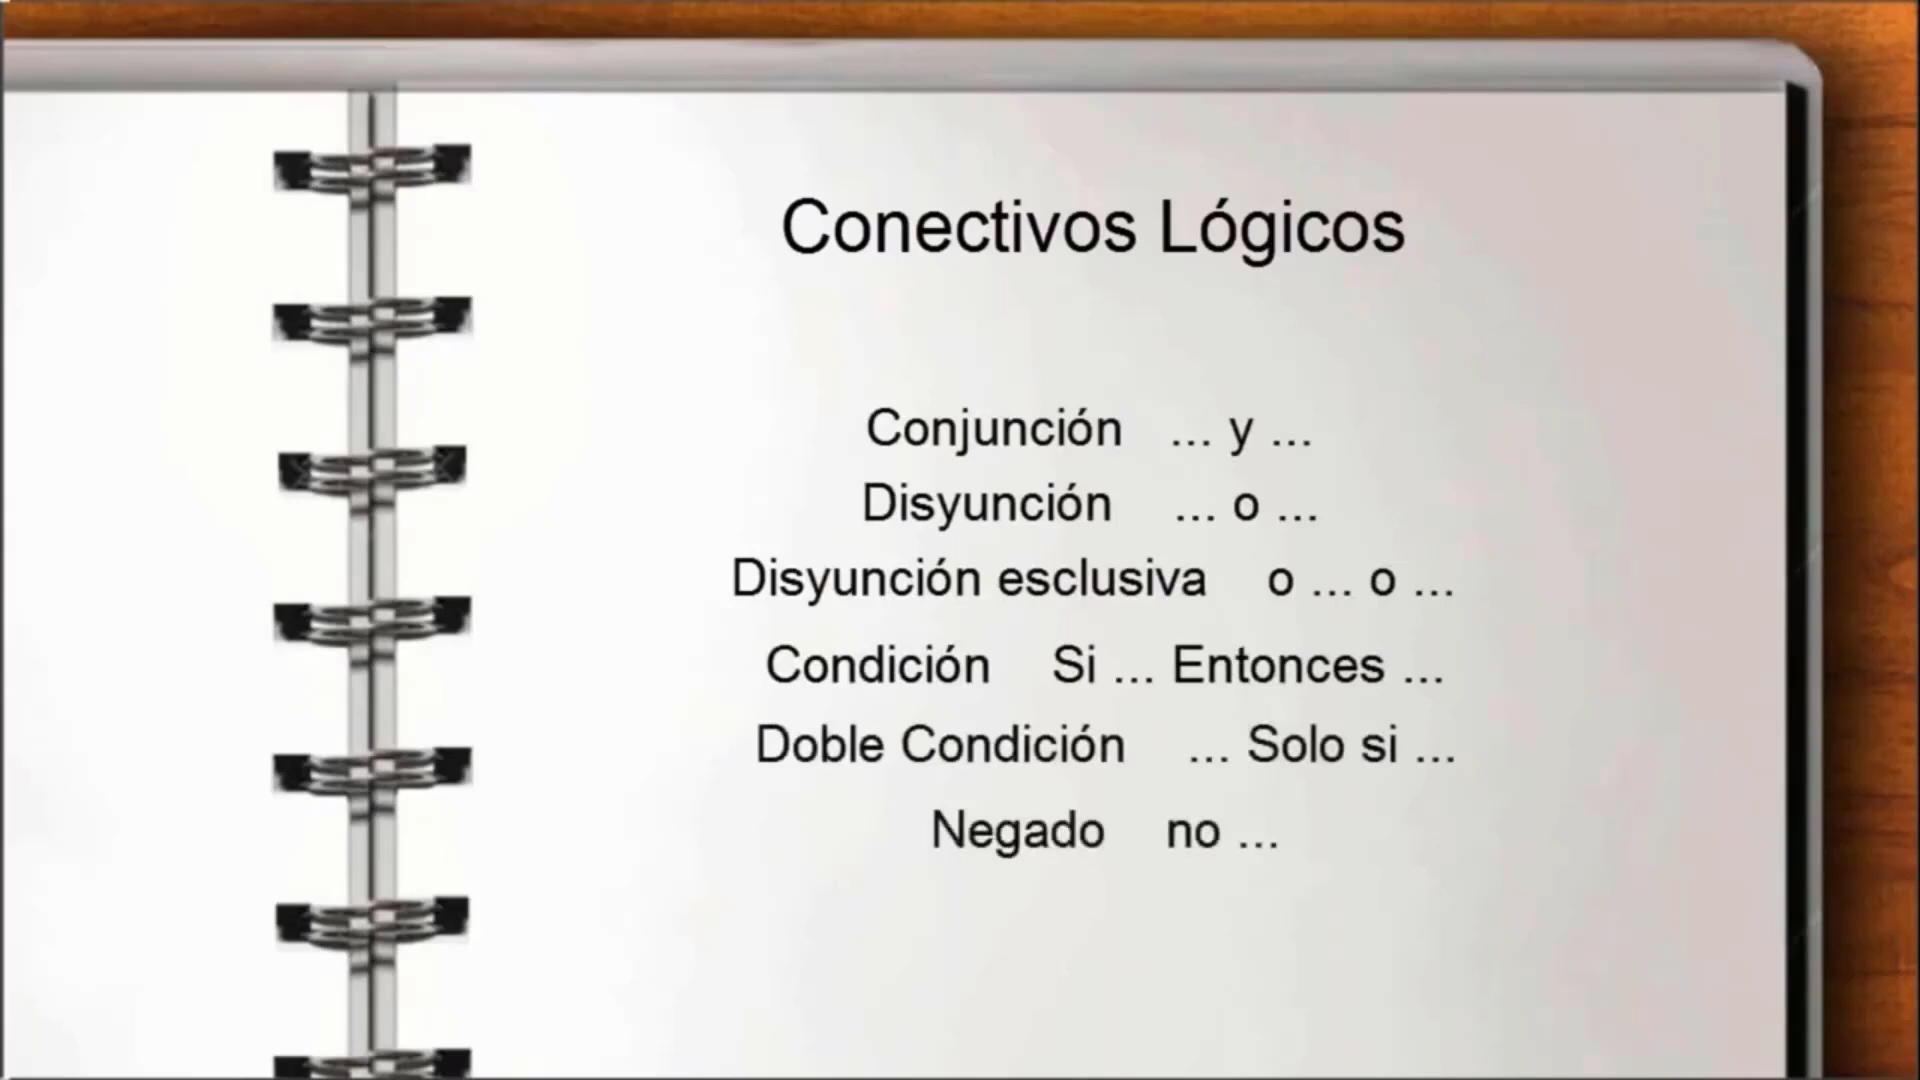 Conectivos Lógicos
Conjunción ... y ...
Disyunción ... o ...
Disyunción esclusiva o ... o ...
Condición Si ... Entonces ...
Doble Condición ... Solo si ...
Negado no ...